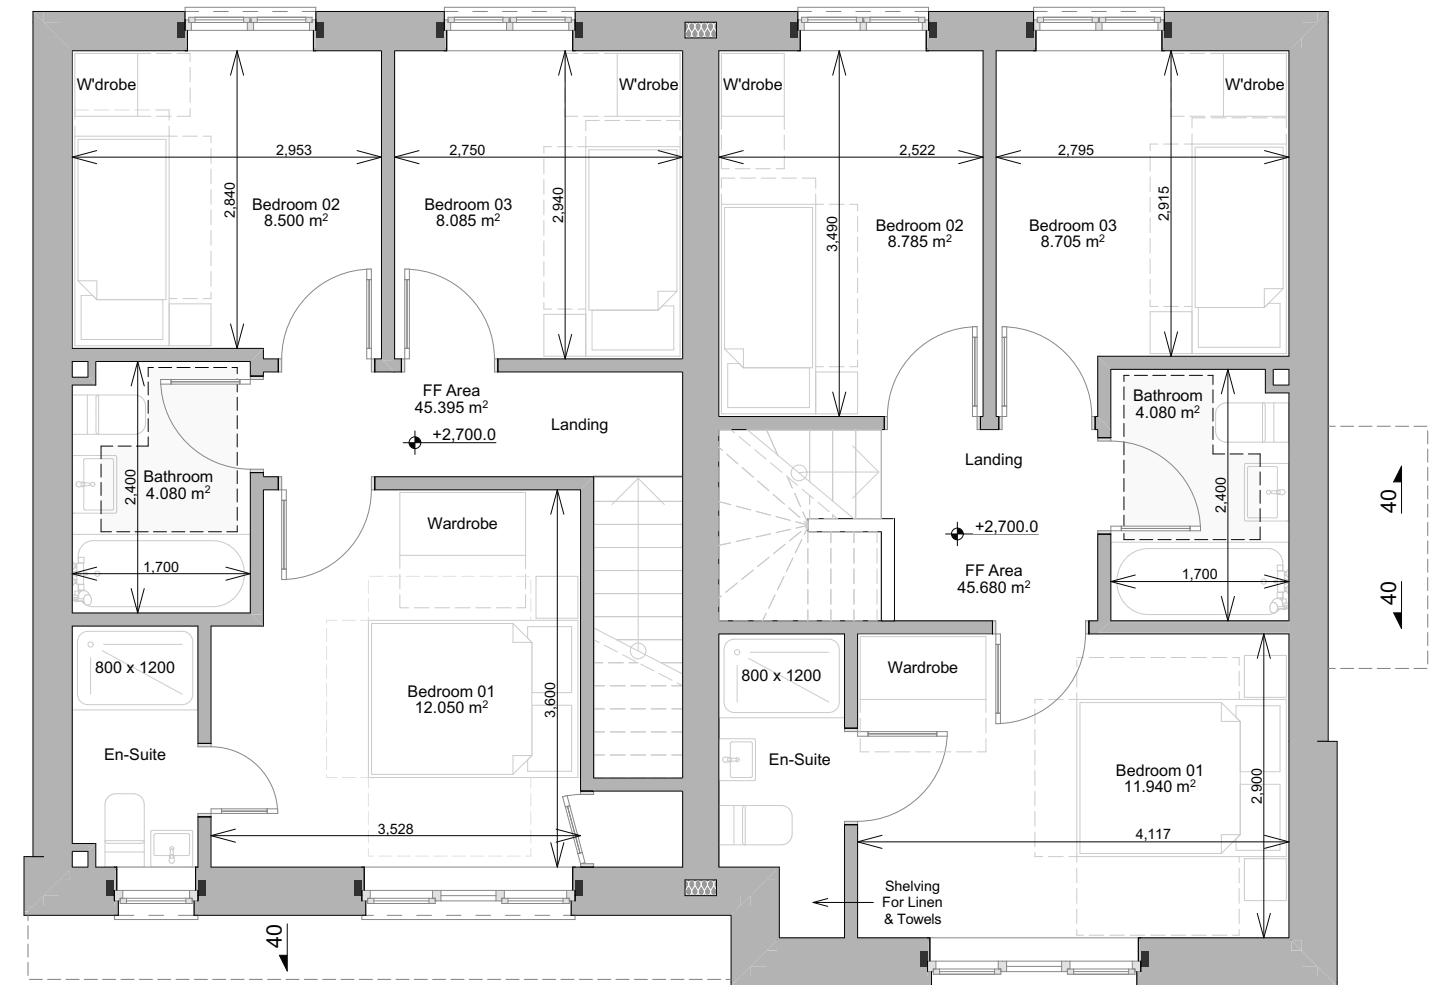 W'drobe
W'drobe
W'drobe
W'drobe
2,953
2,750
2,522
2,795
2,840
2,940
3,490
2,915
Bedroom 02
8.500 m²
Bedroom 03
8.085 m²
Bedroom 02
8.785 m²
Bedroom 03
8.705 m²
FF Area
45.395 m²
+2,700.0
Landing
Bathroom
4.080 m²
2,400
1,700
Wardrobe
Landing
+2,700.0
FF Area
45.680 m²
Bathroom
4.080 m²
2,400
1,700
40
40
800 x 1200
En-Suite
Bedroom 01
12.050 m²
3,600
3,528
800 x 1200
En-Suite
Wardrobe
Bedroom 01
11.940 m²
2,900
4,117
Shelving
For Linen
& Towels
40